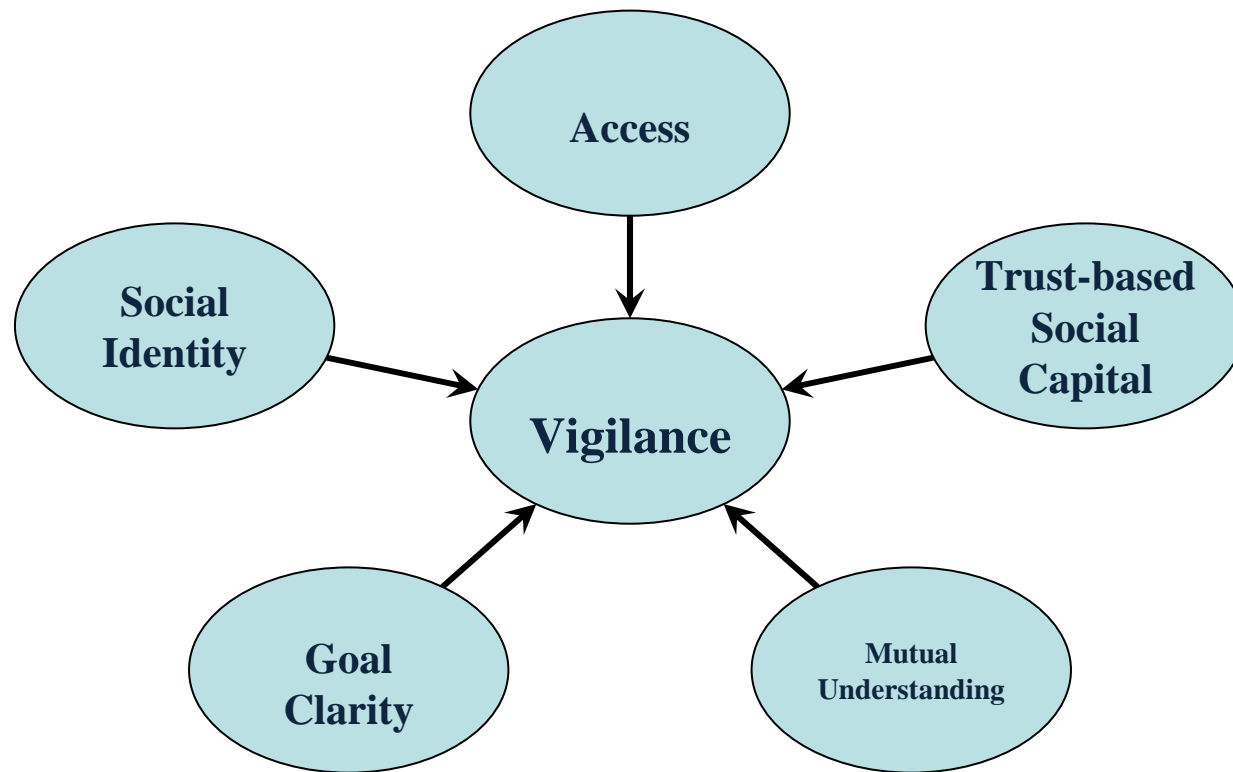 Access
Social
Identity
Trust-based
Social
Capital
Vigilance
Goal
Clarity
Mutual
Understanding